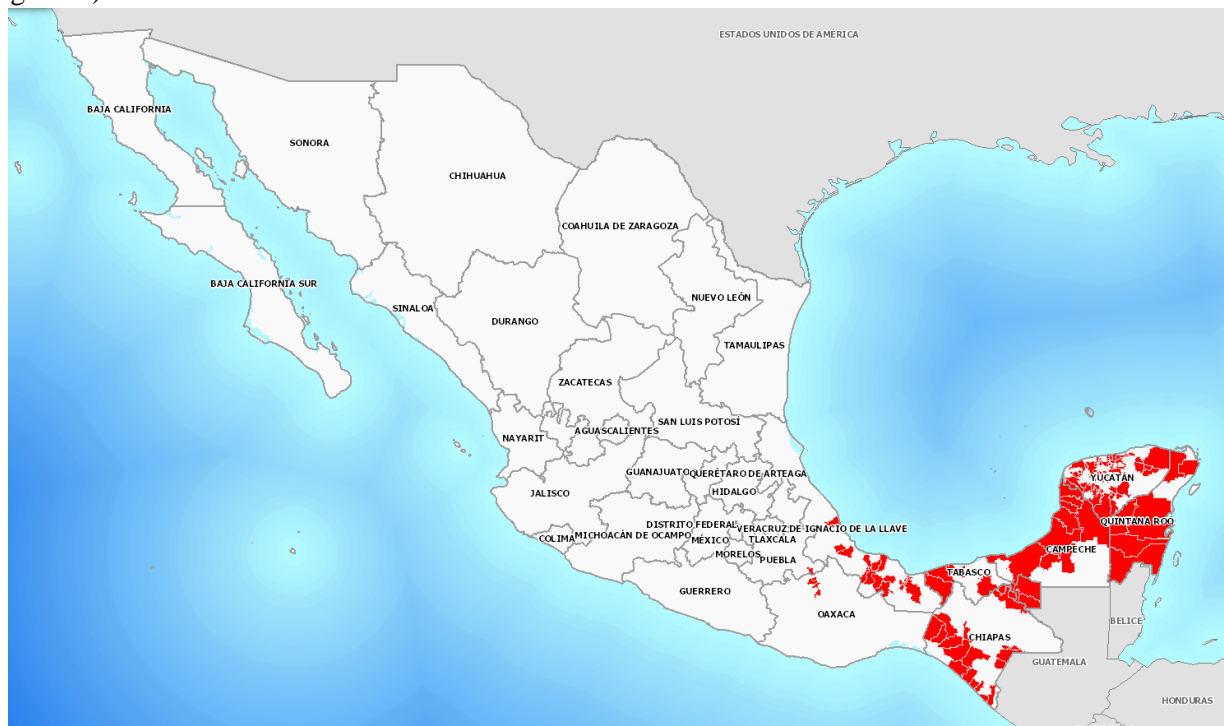 ESTADOS UNIDOS DE AMÉRICA
BAJA CALIFORNIA
SONORA
CHIHUAHUA
COAHUILA DE ZARAGOZA
BAJA CALIFORNIA SUR
NUEVO LEÓN
SINALOA
DURANGO
TAMAULIPAS
ZACATECAS
SAN LUIS POTOSÍ
AGUASCALIENTES
NAYARIT
GUANAJUATO
QUERÉTARO DE ARTEAGA
YUCATÁN
JALISCO
HIDALGO
QUINTANA ROO
DISTRITO FEDERAL
VERACRUZ DE IGNACIO DE LA LLAVE
COLIMA
MICHOACÁN DE OCAMPO
MÉXICO
TLAXCALA
CAMPECHE
MORELOS
PUEBLA
TABASCO
GUERRERO
OAXACA
BELICE
CHIAPAS
GUATEMALA
HONDURAS